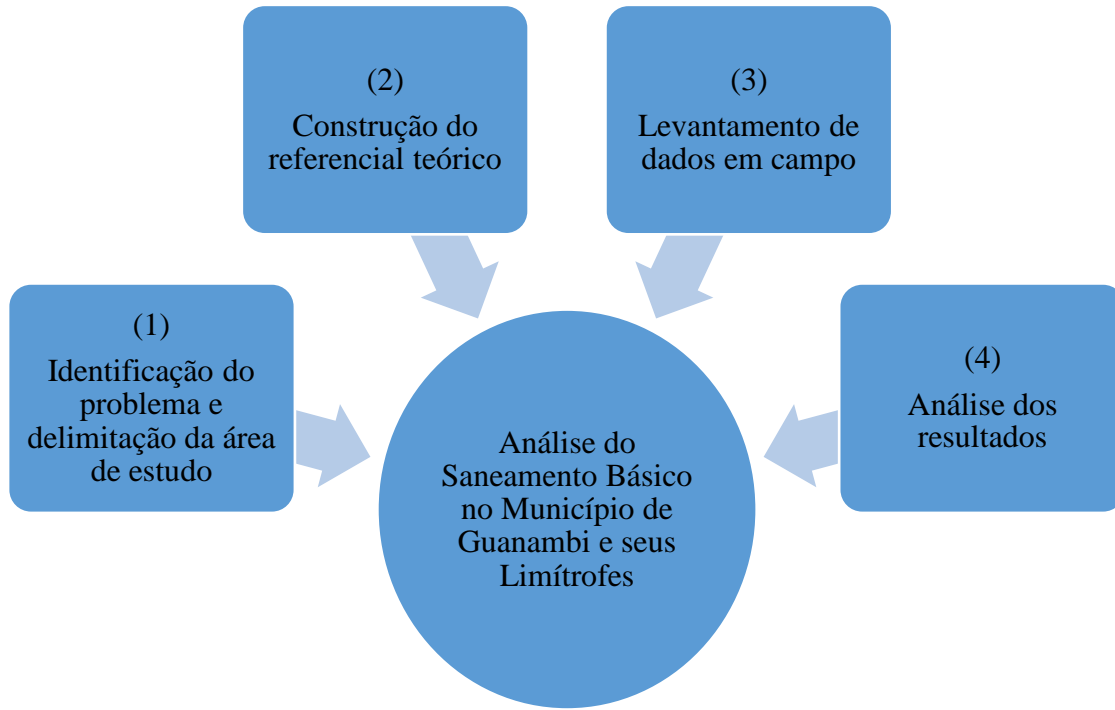 (1)
Identificação do
problema e
delimitação da área
de estudo
(2)
Construção do
referencial teórico
(3)
Levantamento de
dados em campo
(4)
Análise dos
resultados
Análise do
Saneamento Básico
no Município de
Guanambi e seus
Limítrofes